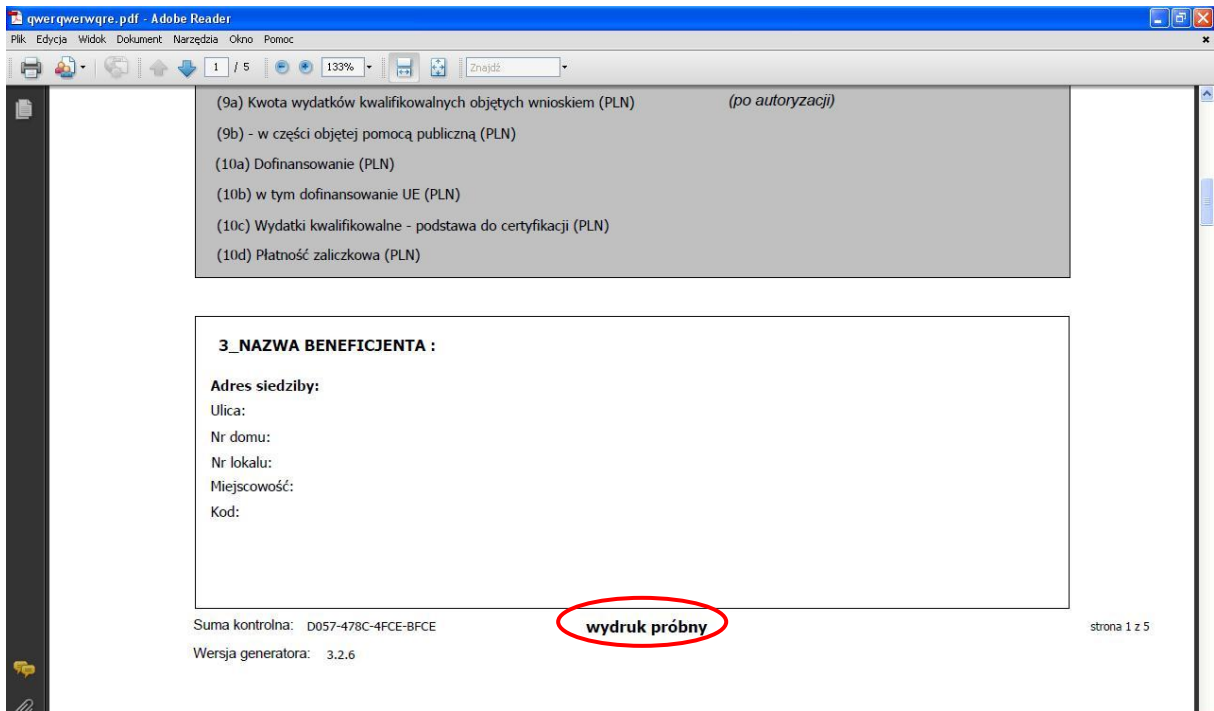 qwerqwerwqre.pdf - Adobe Reader
Plik Edycja Widok Dokument Narzędzia Okno Pomoc
1 / 5 133% Znajdź
(9a) Kwota wydatków kwalifikowalnych objętych wnioskiem (PLN) (po autoryzacji)
(9b) - w części objętej pomocą publiczną (PLN)
(10a) Dofinansowanie (PLN)
(10b) w tym dofinansowanie UE (PLN)
(10c) Wydatki kwalifikowalne - podstawa do certyfikacji (PLN)
(10d) Płatność zaliczkowa (PLN)
3_NAZWA BENEFICJENTA :
Adres siedziby:
Ulica:
Nr domu:
Nr lokalu:
Miejscowość:
Kod:
Suma kontrolna: D057-478C-4FCE-BFCE wydruk próbny strona 1 z 5
Wersja generatora: 3.2.6